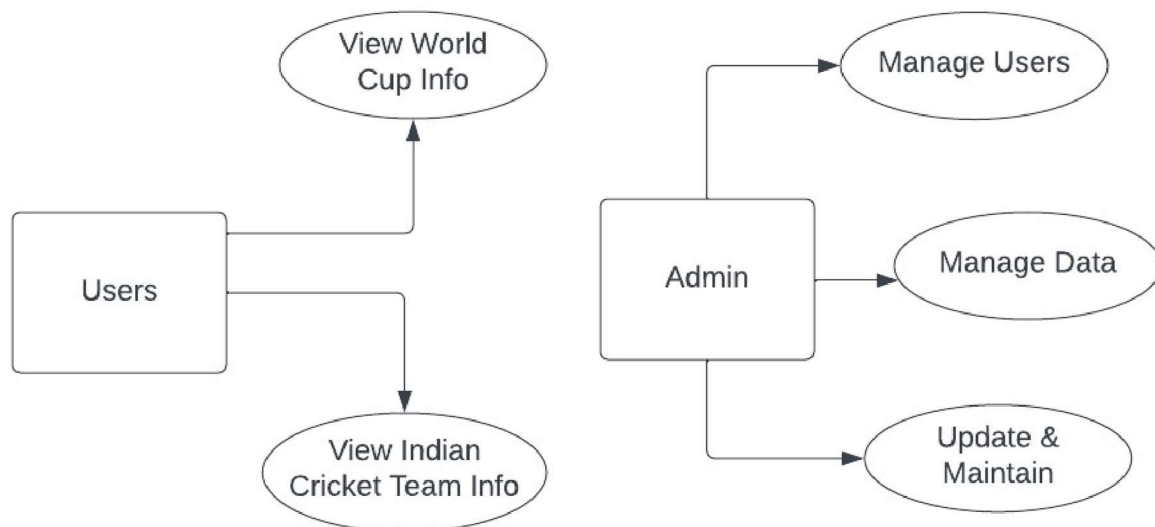 View World
Cup Info
Users
View Indian
Cricket Team Info
Manage Users
Admin
Manage Data
Update &
Maintain